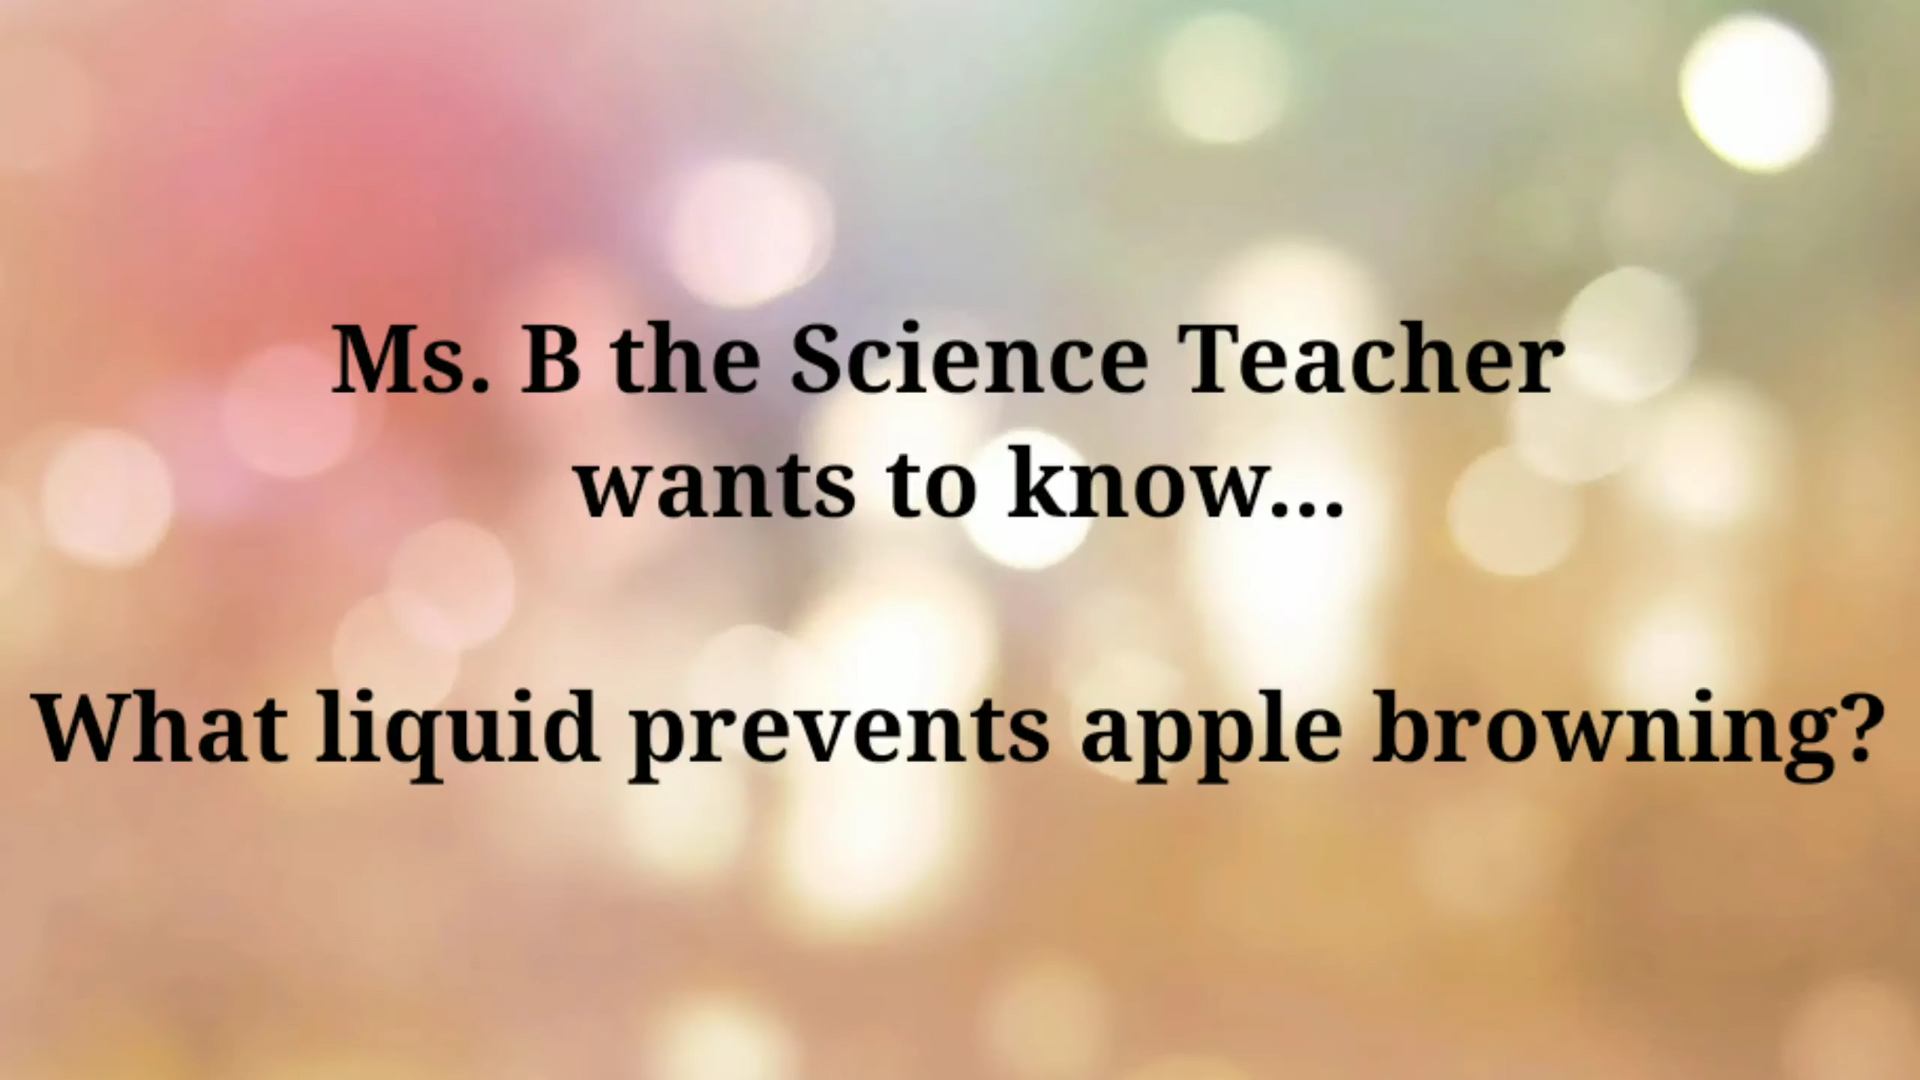 Ms. B the Science Teacher
wants to know...
What liquid prevents apple browning?